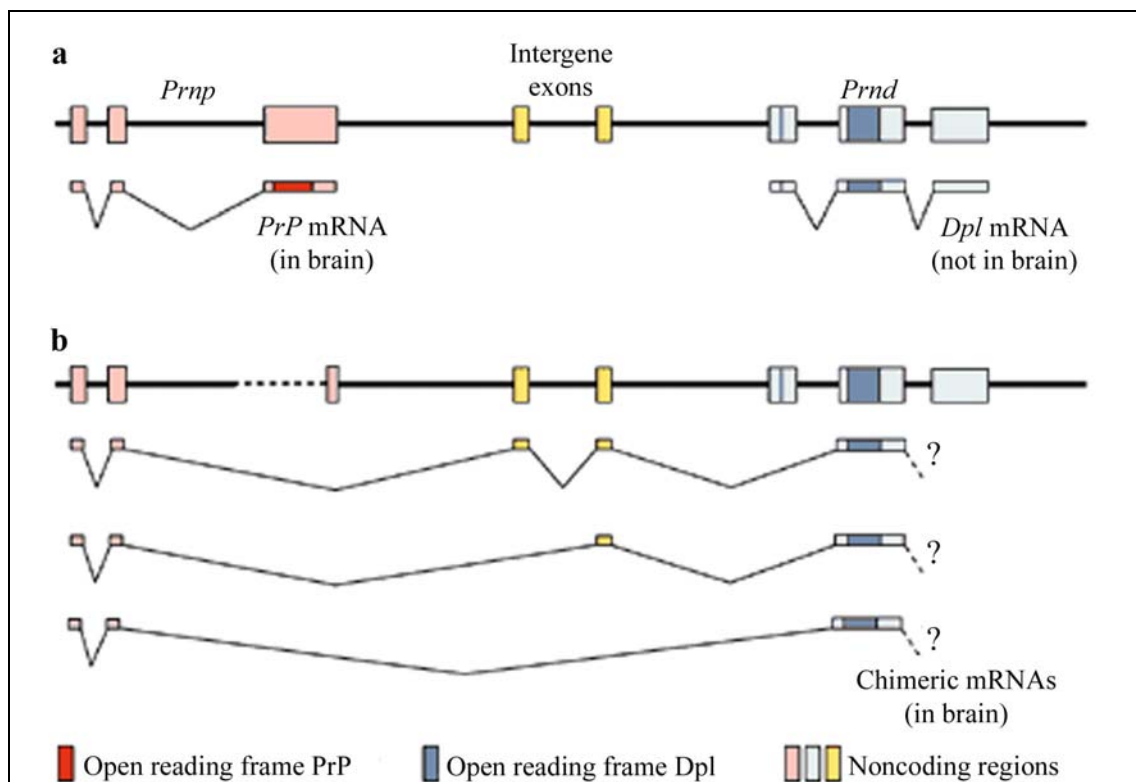 a
Prnp
Intergene
exons
Prnd
PrP mRNA
(in brain)
Dpl mRNA
(not in brain)
b
?
?
?
Chimeric mRNAs
(in brain)
Open reading frame PrP
Open reading frame Dpl
Noncoding regions